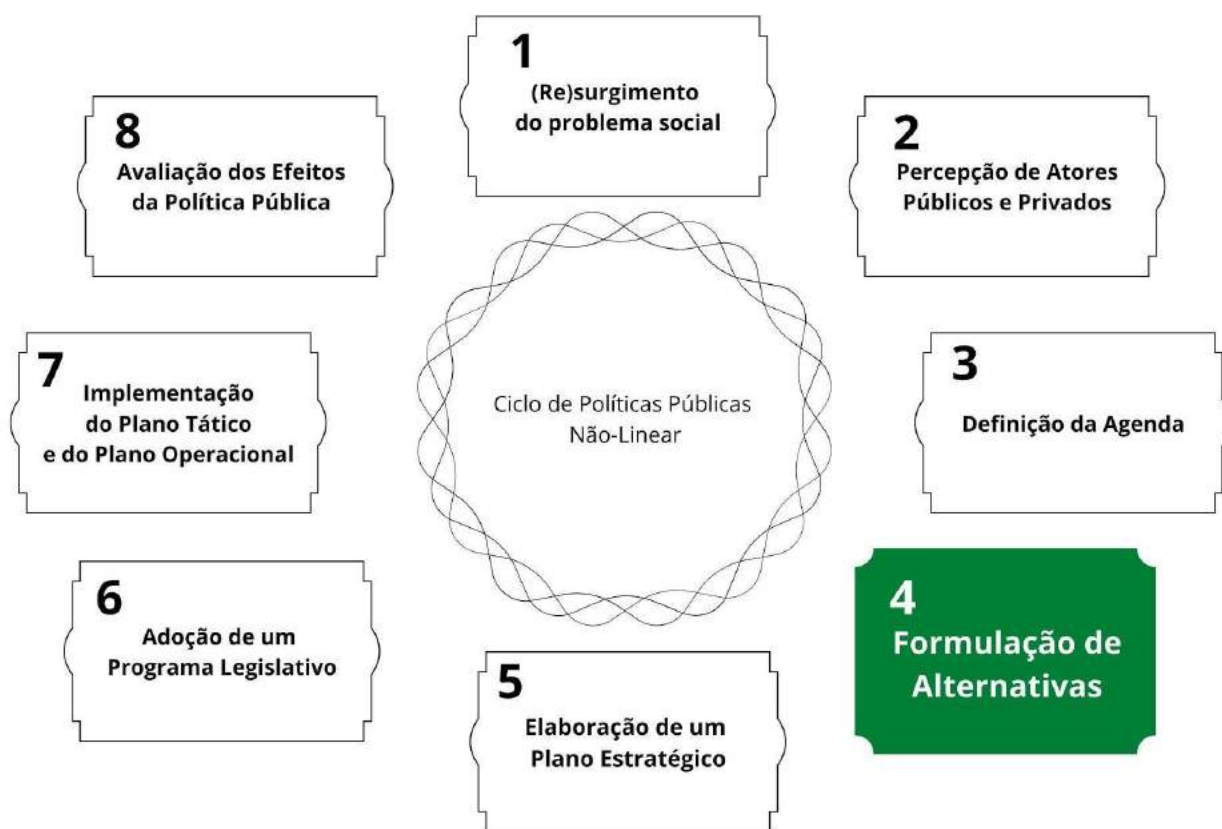 1
(Re)surgimento
do problema social
2
Percepção de Atores
Públicos e Privados
3
Definição da Agenda
4
Formulação de
Alternativas
5
Elaboração de um
Plano Estratégico
6
Adoção de um
Programa Legislativo
7
Implementação
do Plano Tático
e do Plano Operacional
8
Avaliação dos Efeitos
da Política Pública
Ciclo de Políticas Públicas
Não-Linear